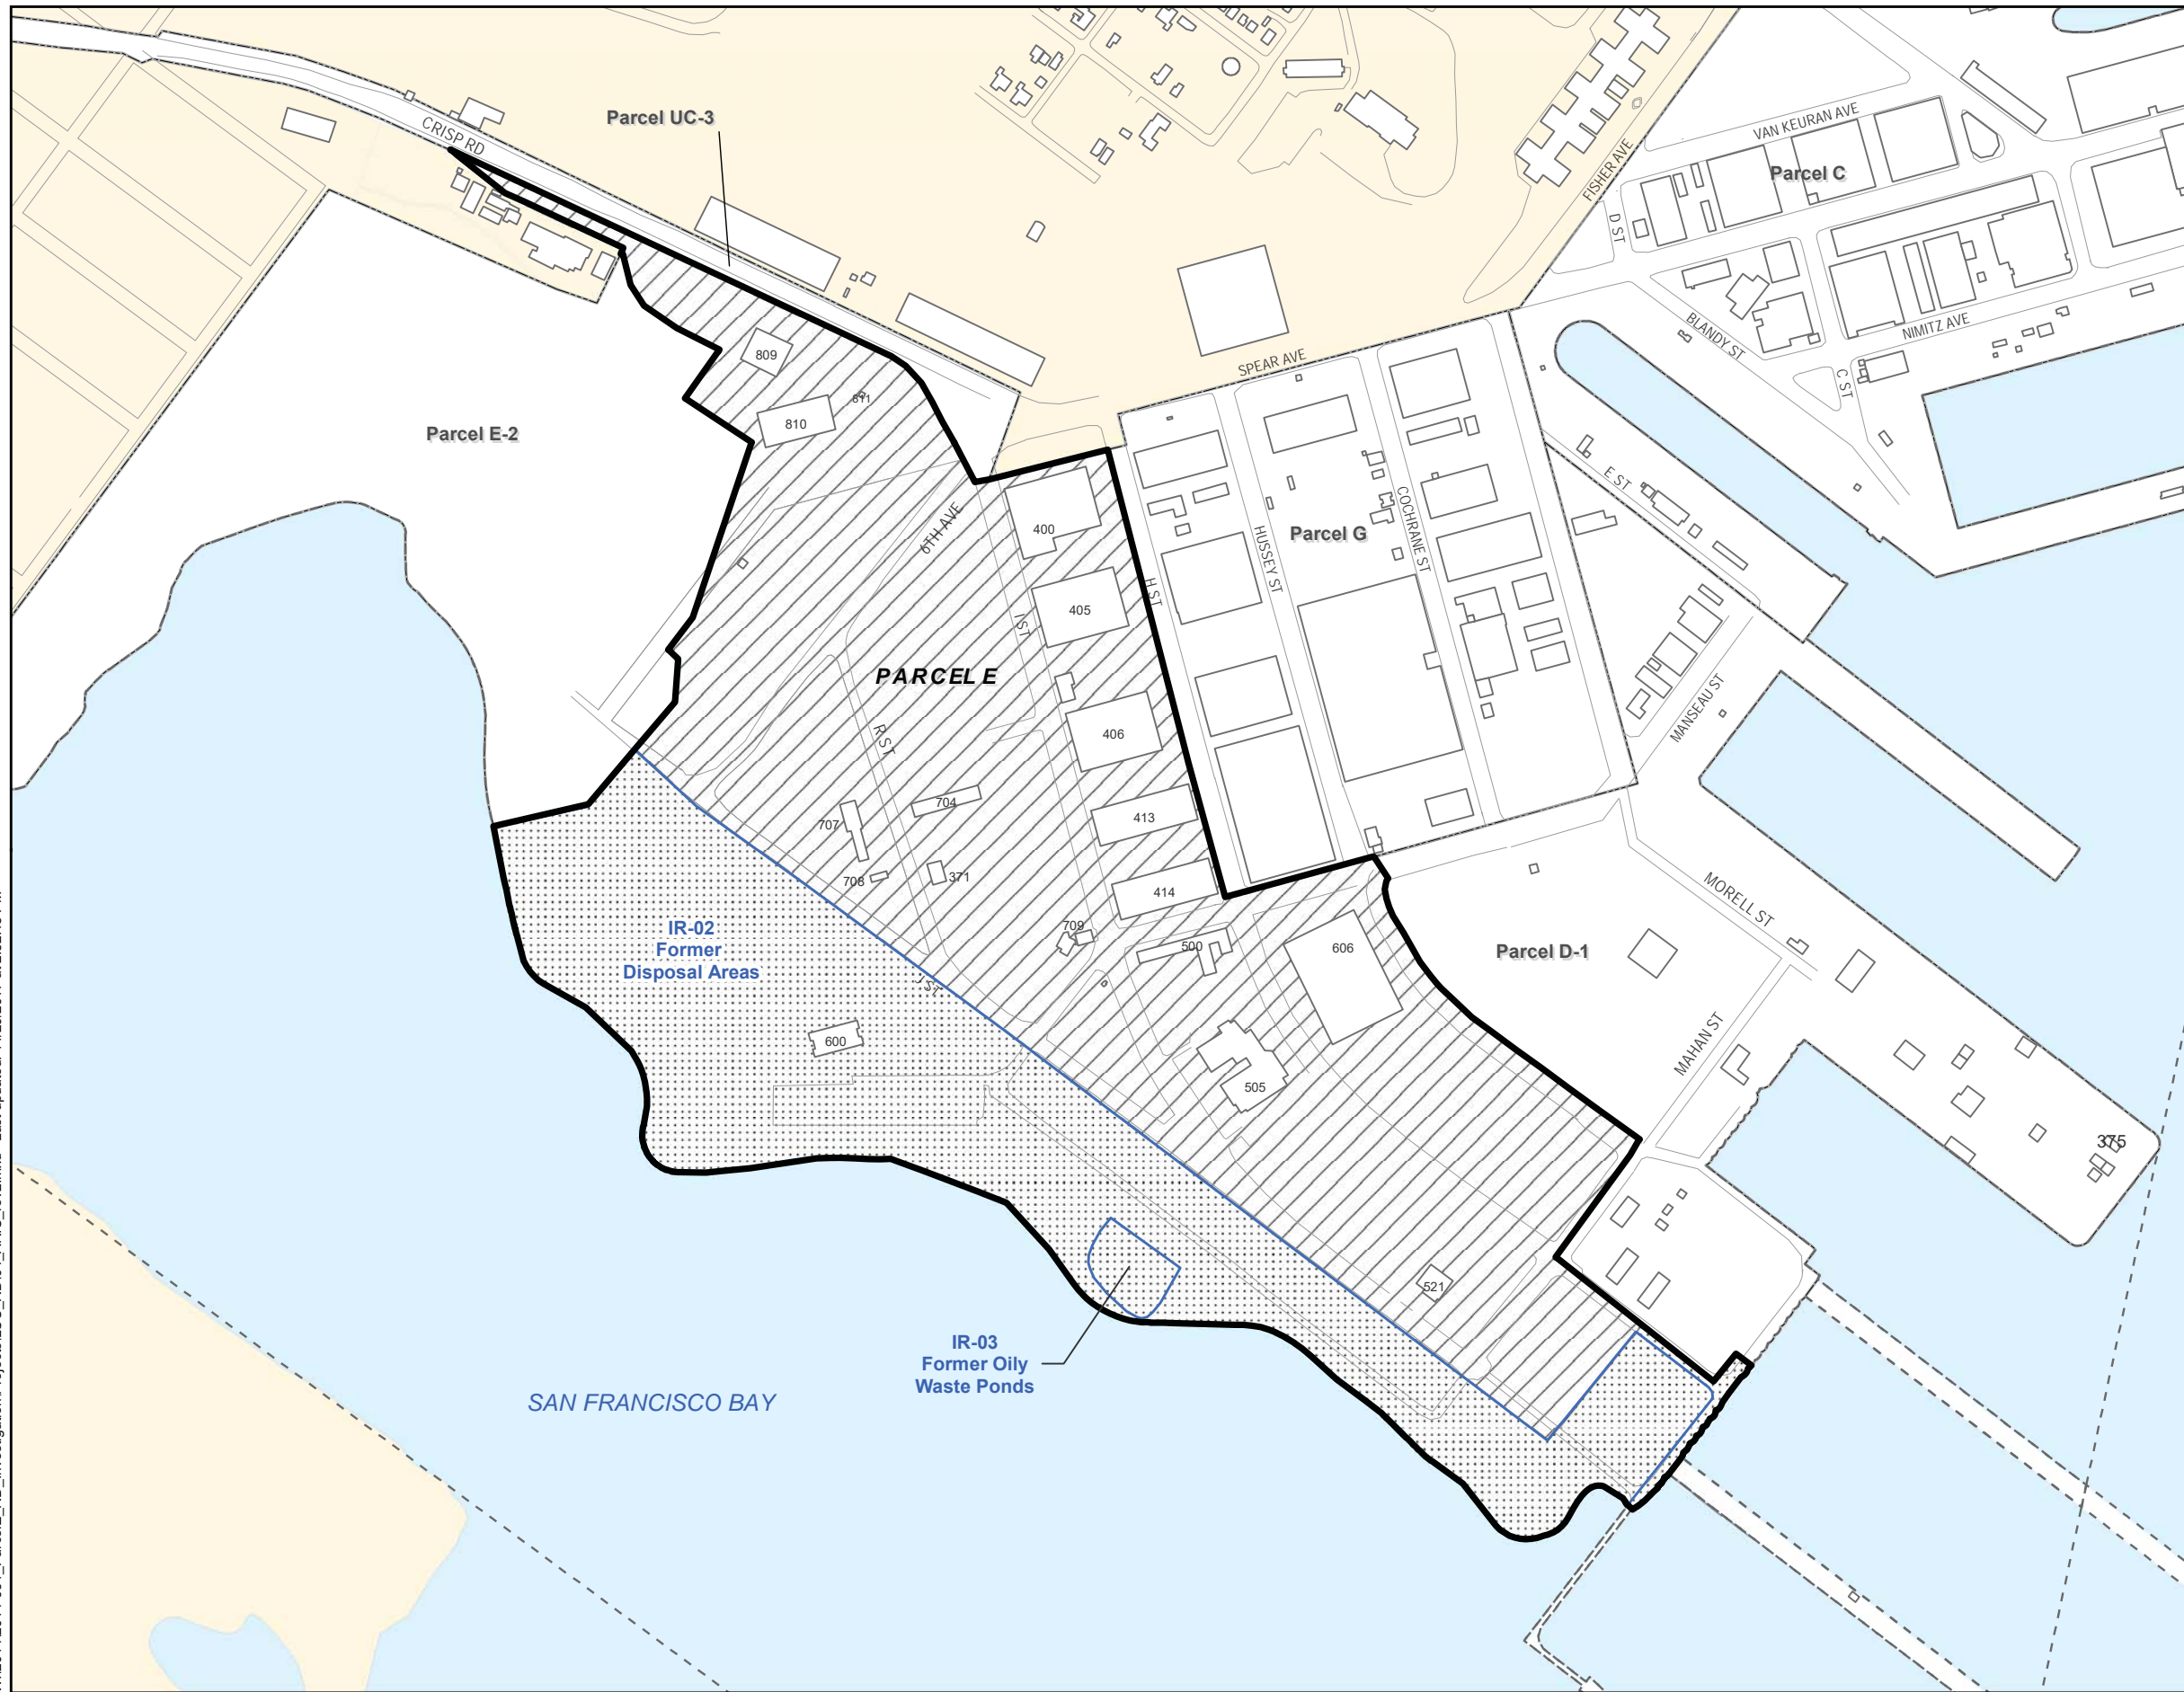 Parcel UC-3
CRISP RD
VAN KEURAN AVE
Parcel C
FISHER AVE
D ST
BLANDY ST
NIMITZ AVE
C ST
SPEAR AVE
809
811
810
Parcel E-2
E ST
6TH AVE
400
HUSSEY ST
Parcel G
COCHRANE ST
H ST
405
I ST
PARCEL E
MANSEAU ST
406
R ST
704
707
413
708
371
414
MORELL ST
709
500
606
Parcel D-1
IR-02
Former
Disposal Areas
J ST
600
505
MAHAN ST
375
521
IR-03
Former Oily
Waste Ponds
SAN FRANCISCO BAY